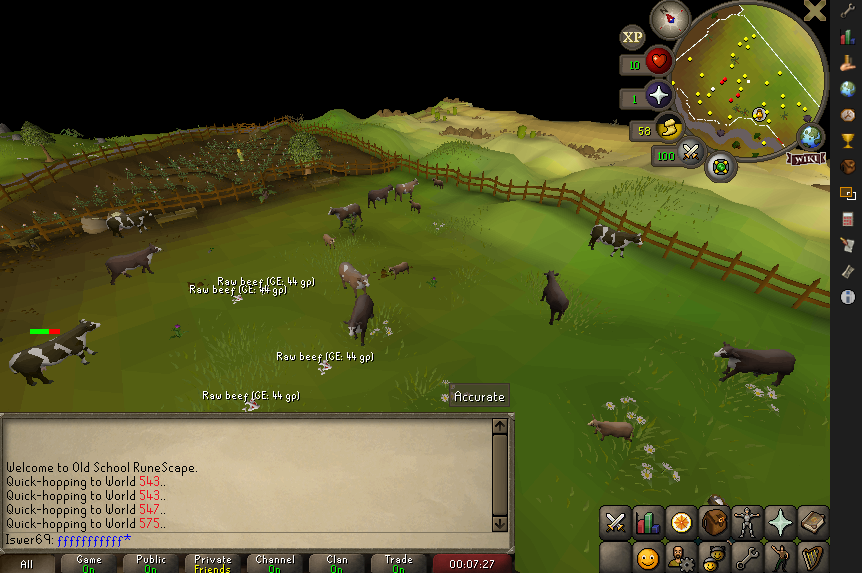 XP
10
1
58
100
WIKI
Raw beef (GE: 44 gp)
Raw beef (GE: 44 gp)
Raw beef (GE: 44 gp)
Raw beef (GE: 44 gp)
Accurate
Welcome to Old School RuneScape.
Quick-hopping to World 543..
Quick-hopping to World 543..
Quick-hopping to World 547..
Quick-hopping to World 575..
Iswer69: fffffffffff*
All
Game
On
Public
On
Private
Friends
Channel
On
Clan
On
Trade
On
00:07:27